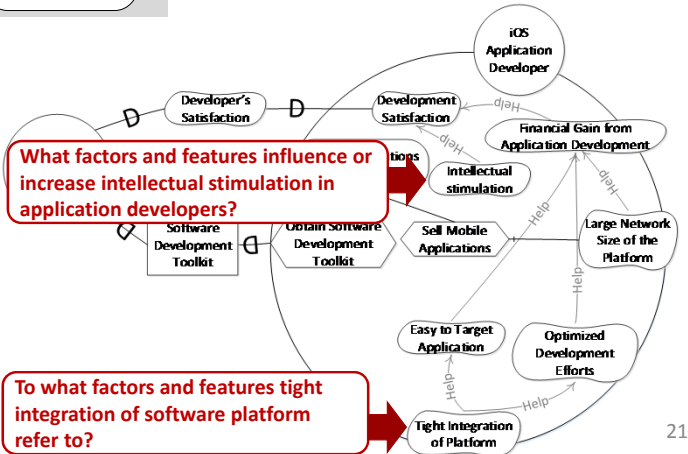 iOS
Application
Developer
D
Developer's
Satisfaction
D
Development
Satisfaction
Help
Financial Gain from
Application Development
What factors and features influence or
increase intellectual stimulation in
application developers?
Help
Intellectual
stimulation
Help
Help
D
Software
Development
Toolkit
D
Obtain Software
Development
Toolkit
Sell Mobile
Applications
Large Network
Size of the
Platform
Help
Easy to Target
Application
Optimized
Development
Efforts
Help
Help
To what factors and features tight
integration of software platform
refer to?
Tight Integration
of Platform
21